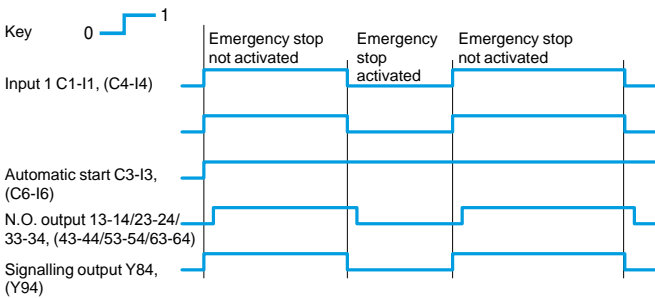 Key
0
1
Emergency stop
not activated
Emergency
stop
activated
Emergency stop
not activated
Input 1 C1-I1, (C4-I4)
Automatic start C3-I3,
(C6-I6)
N.O. output 13-14/23-24/
33-34, (43-44/53-54/63-64)
Signalling output Y84,
(Y94)